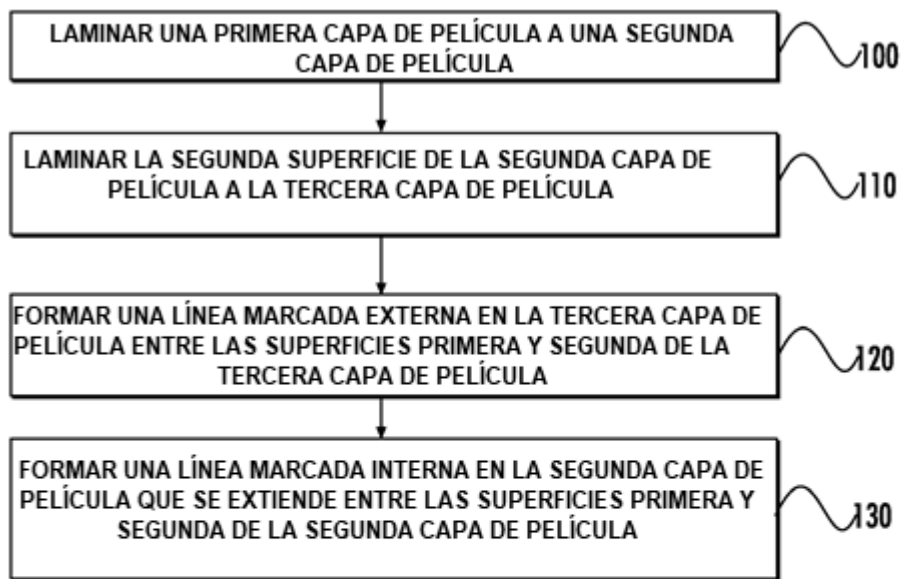 LAMINAR UNA PRIMERA CAPA DE PELÍCULA A UNA SEGUNDA
CAPA DE PELÍCULA
100
LAMINAR LA SEGUNDA SUPERFICIE DE LA SEGUNDA CAPA DE
PELÍCULA A LA TERCERA CAPA DE PELÍCULA
110
FORMAR UNA LÍNEA MARCADA EXTERNA EN LA TERCERA CAPA DE
PELÍCULA ENTRE LAS SUPERFICIES PRIMERA Y SEGUNDA DE LA
TERCERA CAPA DE PELÍCULA
120
FORMAR UNA LÍNEA MARCADA INTERNA EN LA SEGUNDA CAPA DE
PELÍCULA QUE SE EXTIENDE ENTRE LAS SUPERFICIES PRIMERA Y
SEGUNDA DE LA SEGUNDA CAPA DE PELÍCULA
130